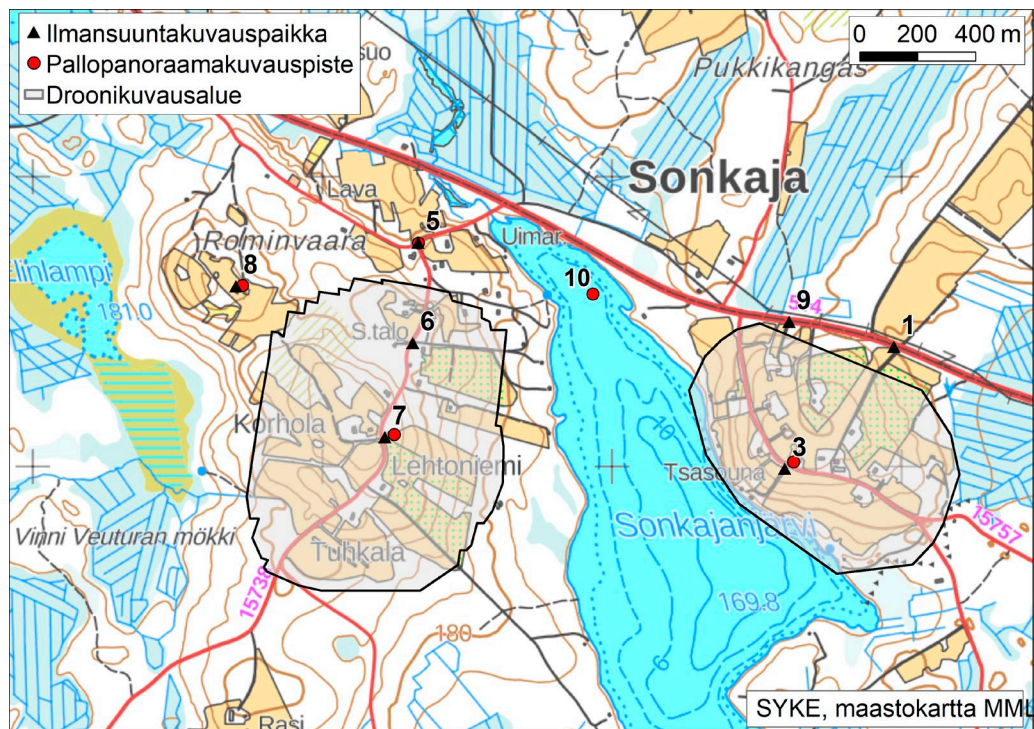 Ilmansuuntakuvauspaikka
Pallopanoraamakuvauspiste
Droonikuvausalue
0 200 400 m
suo
Pukkikangas
Sonkaja
Lava
5
Rominvaara
Uimar
8
10
181.0
9
1
6
S.talo
10
7
Korhola
3
Lehtoniemi
Tsasouna
Sonkajanjärvi
15757
Vinni Veuturan mökki
Tuhkala
15738
169.8
180
Rasi
SYKE, maastokartta MML